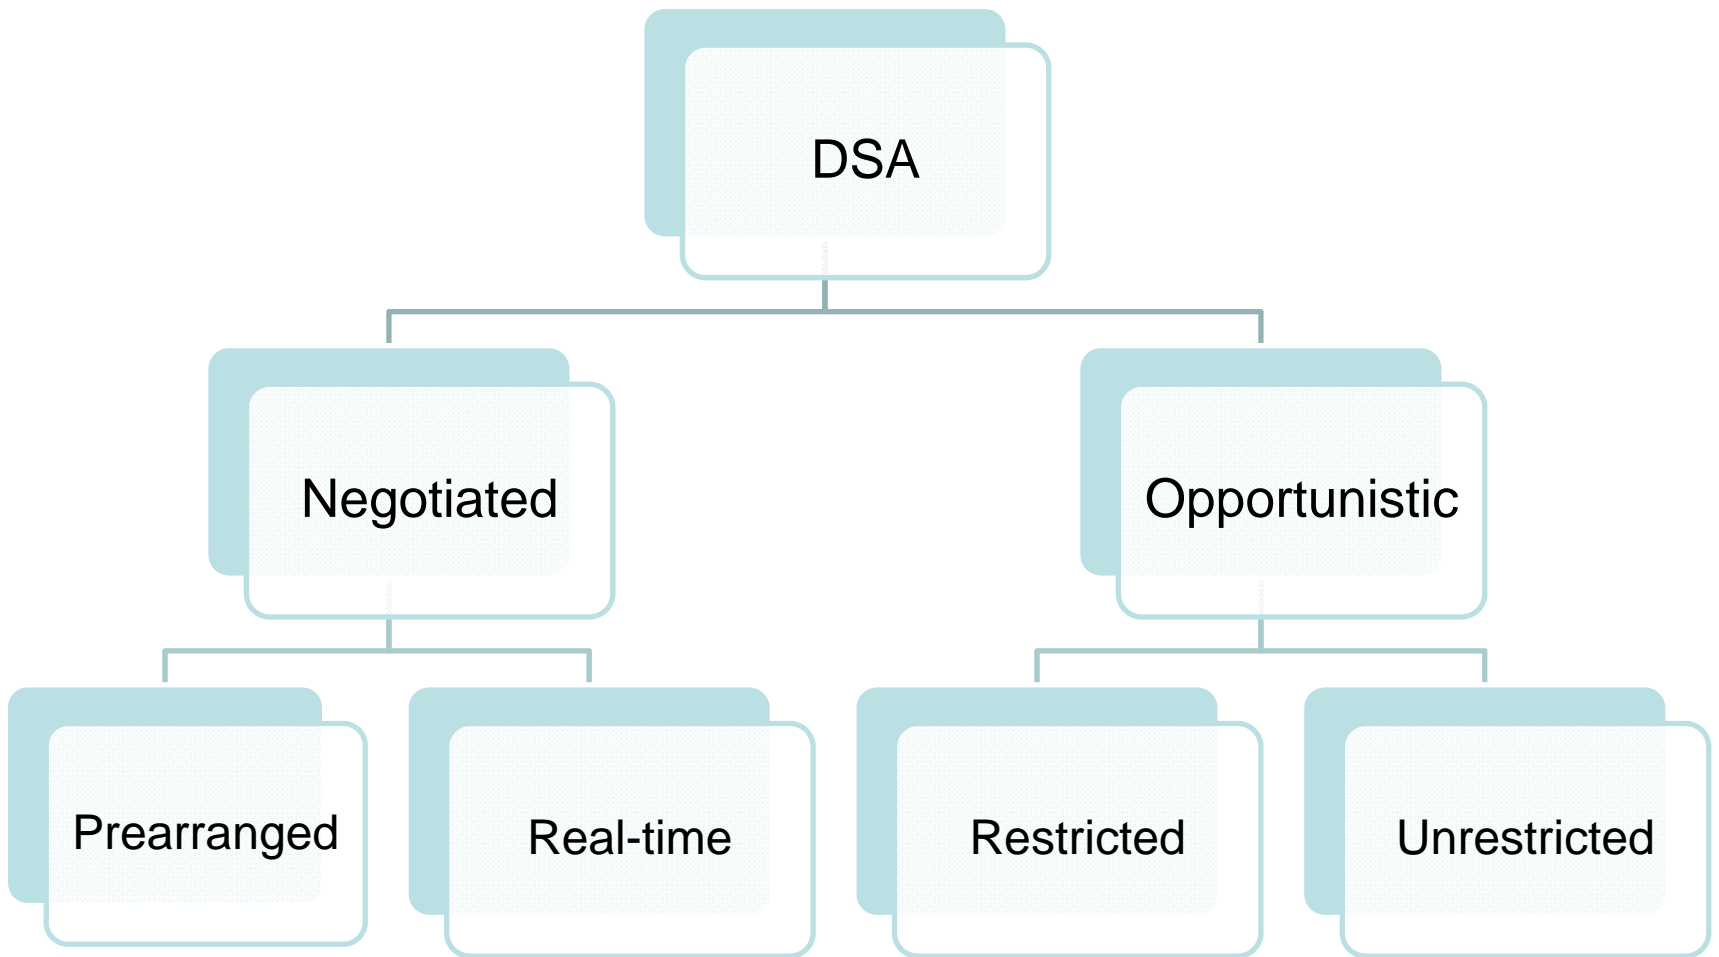 DSA
Negotiated
Opportunistic
Prearranged
Real-time
Restricted
Unrestricted